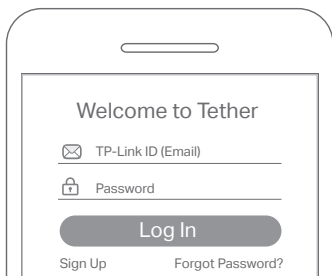 Welcome to Tether
TP-Link ID (Email)
Password
Log In
Sign Up Forgot Password?